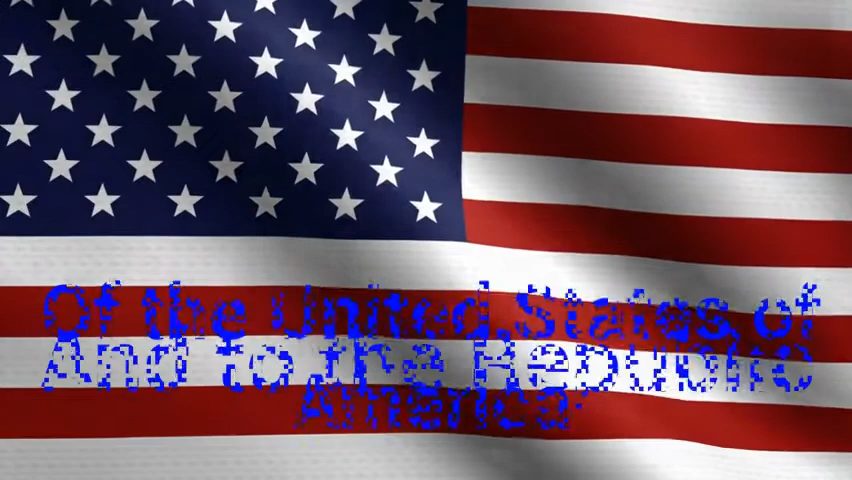 Of the United States of
And to the Republic
America